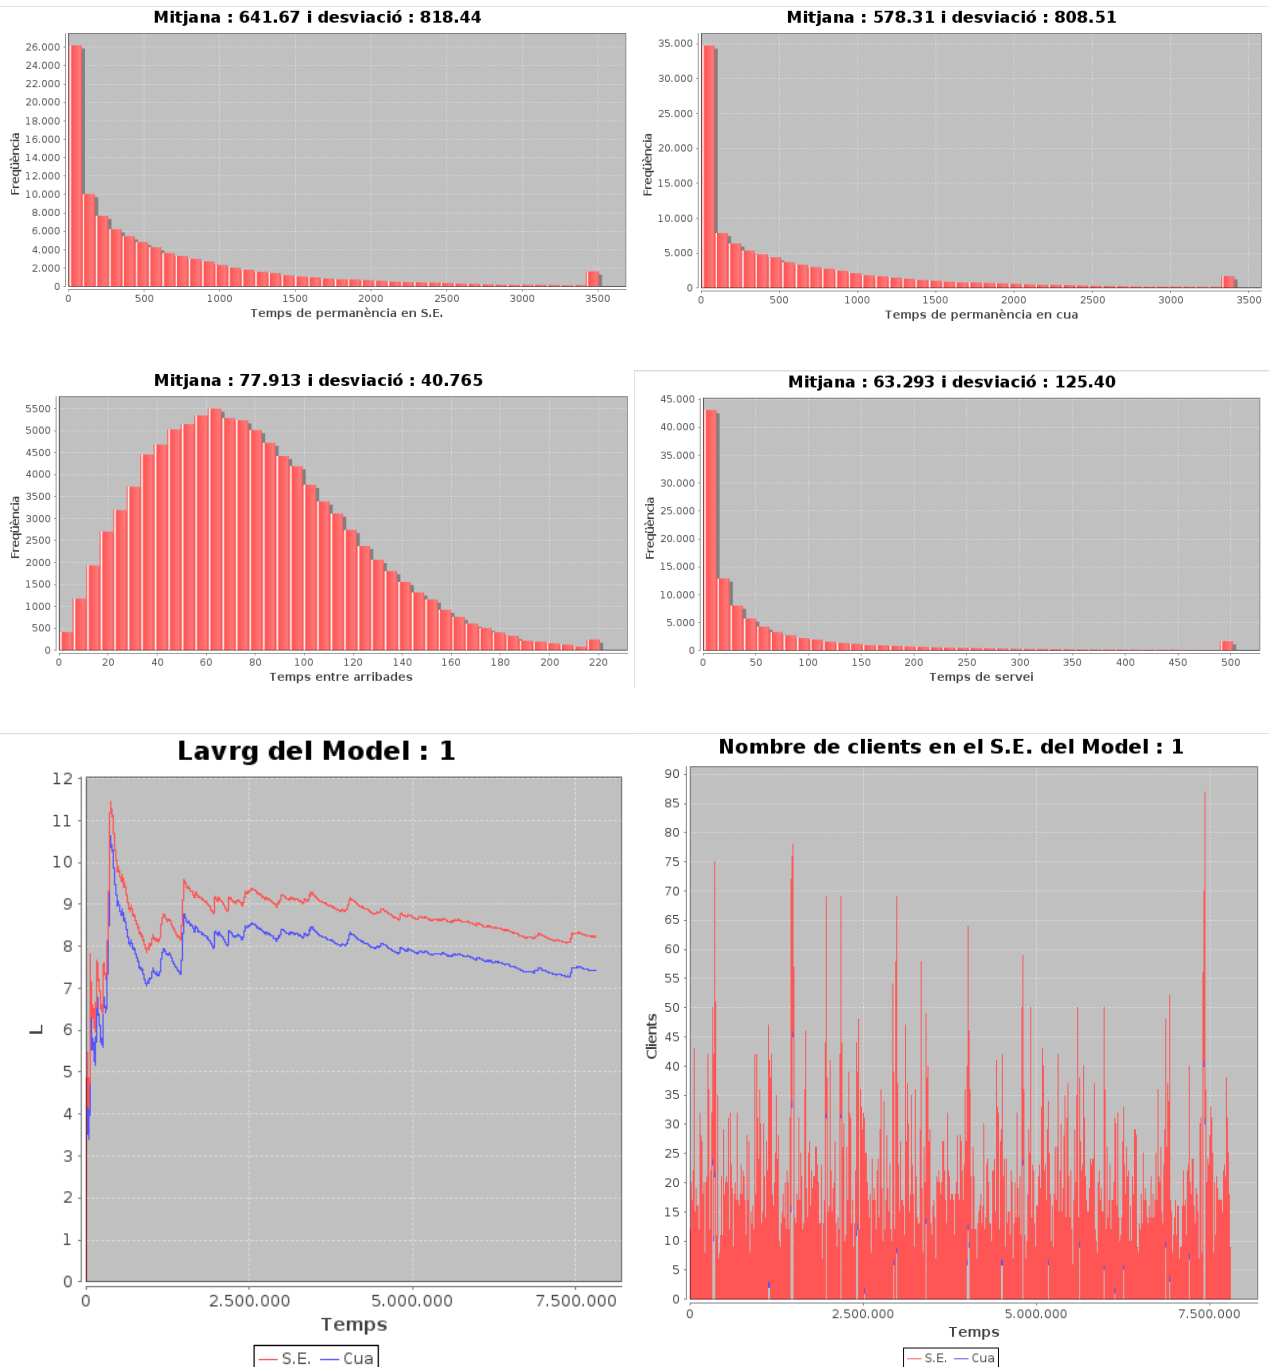 Mitjana : 641.67 i desviació : 818.44
Freqüència
26.000
24.000
22.000
20.000
18.000
16.000
14.000
12.000
10.000
8.000
6.000
4.000
2.000
0
0 500 1000 1500 2000 2500 3000 3500
Temps de permanència en S.E.
Mitjana : 578.31 i desviació : 808.51
Freqüència
35.000
30.000
25.000
20.000
15.000
10.000
5.000
0
0 500 1000 1500 2000 2500 3000 3500
Temps de permanència en cua
Mitjana : 77.913 i desviació : 40.765
Freqüència
5500
5000
4500
4000
3500
3000
2500
2000
1500
1000
500
0
0 20 40 60 80 100 120 140 160 180 200 220
Temps entre arribades
Mitjana : 63.293 i desviació : 125.40
Freqüència
45.000
40.000
35.000
30.000
25.000
20.000
15.000
10.000
5.000
0
0 50 100 150 200 250 300 350 400 450 500
Temps de servei
Lavrg del Model : 1
L
12
11
10
9
8
7
6
5
4
3
2
1
0
0 2.500.000 5.000.000 7.500.000
Temps
S.E. Cua
Nombre de clients en el S.E. del Model : 1
Clients
90
85
80
75
70
65
60
55
50
45
40
35
30
25
20
15
10
5
0
0 2.500.000 5.000.000 7.500.000
Temps
S.E. Cua